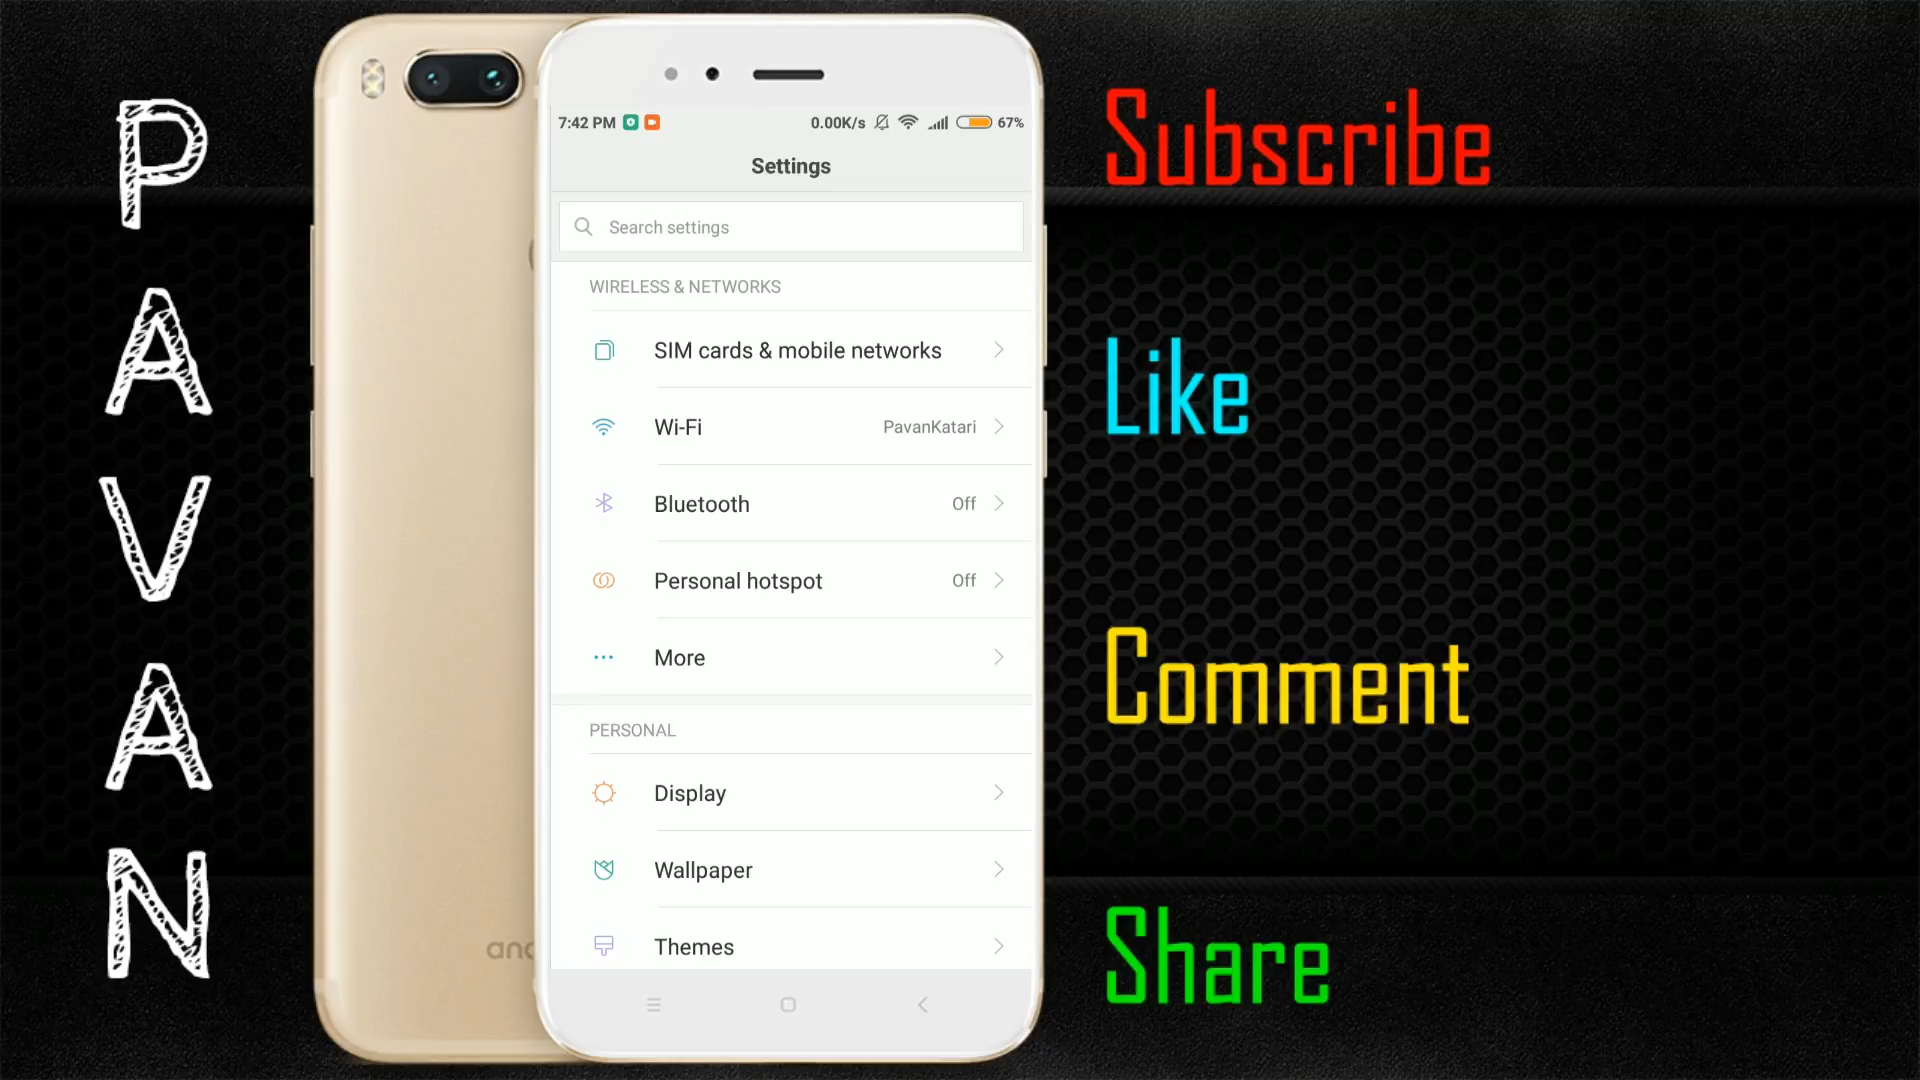 PAVAN
7:42 PM
0.00K/s
67%
Settings
Search settings
WIRELESS & NETWORKS
SIM cards & mobile networks
Wi-Fi PavanKatari
Bluetooth Off
Personal hotspot Off
More
PERSONAL
Display
Wallpaper
Themes
Subscribe
Like
Comment
Share